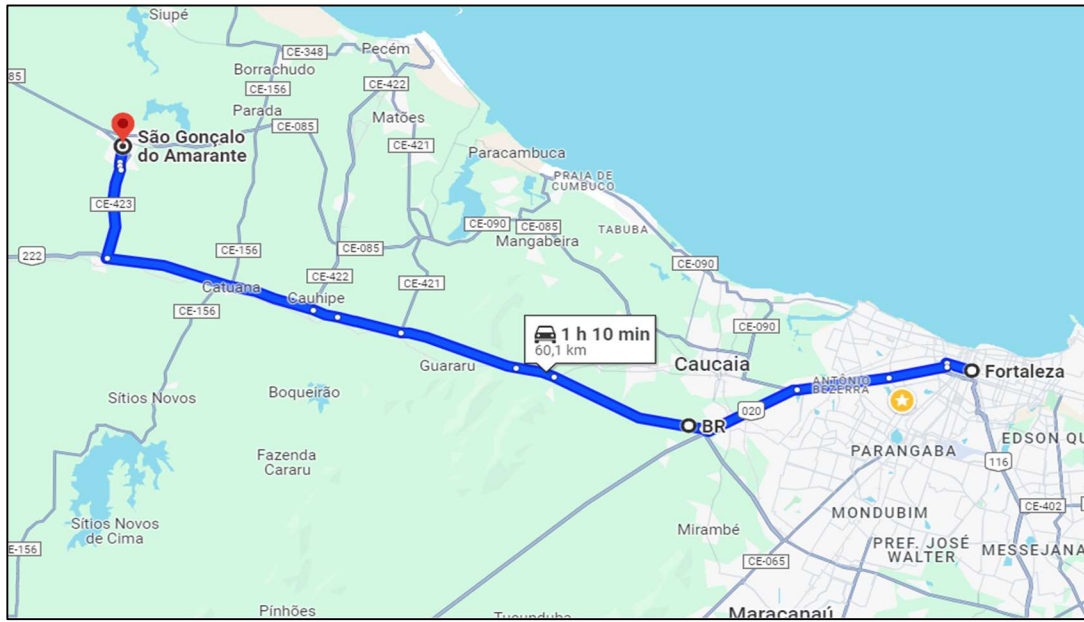 Siupé
CE-348
Pecém
85
Borrachudo
CE-156
CE-422
Parada
Matões
CE-085
São Gonçalo
do Amarante
CE-421
Paracambuca
PRAIA DE
CUMBUCO
CE-423
CE-090
CE-085
TABUBA
Mangabeira
222
CE-156
CE-085
CE-090
Catuana
CE-422
CE-421
Cauhipe
CE-156
1 h 10 min
60,1 km
CE-090
Guararu
Caucaia
Fortaleza
ANTÔNIO
BEZERRA
Boqueirão
Sítios Novos
020
BR
EDSON QU
PARANGABA
Fazenda
Cararu
116
CE-402
MONDUBIM
Sítios Novos
de Cima
Mirambé
E-156
PREF. JOSÉ
WALTER
MESSEJANA
CE-065
Pinhões
Tucunduba
Maracanaú